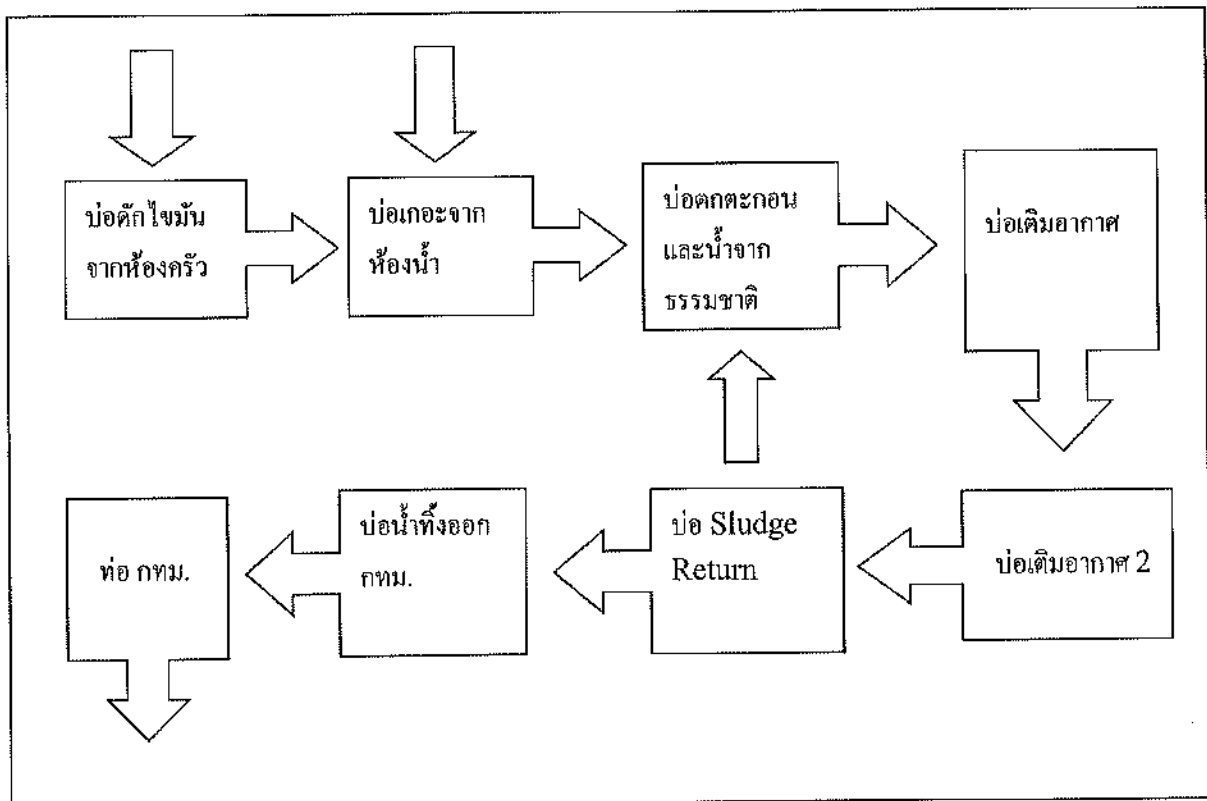 บ่อดักไขมัน
จากห้องครัว
บ่อเกอะจาก
ห้องน้ำ
บ่อตกตะกอน
และน้ำจาก
ธรรมชาติ
บ่อเติมอากาศ
ท่อ กทม.
บ่อน้ำทิ้งออก
กทม.
บ่อ Sludge
Return
บ่อเติมอากาศ 2